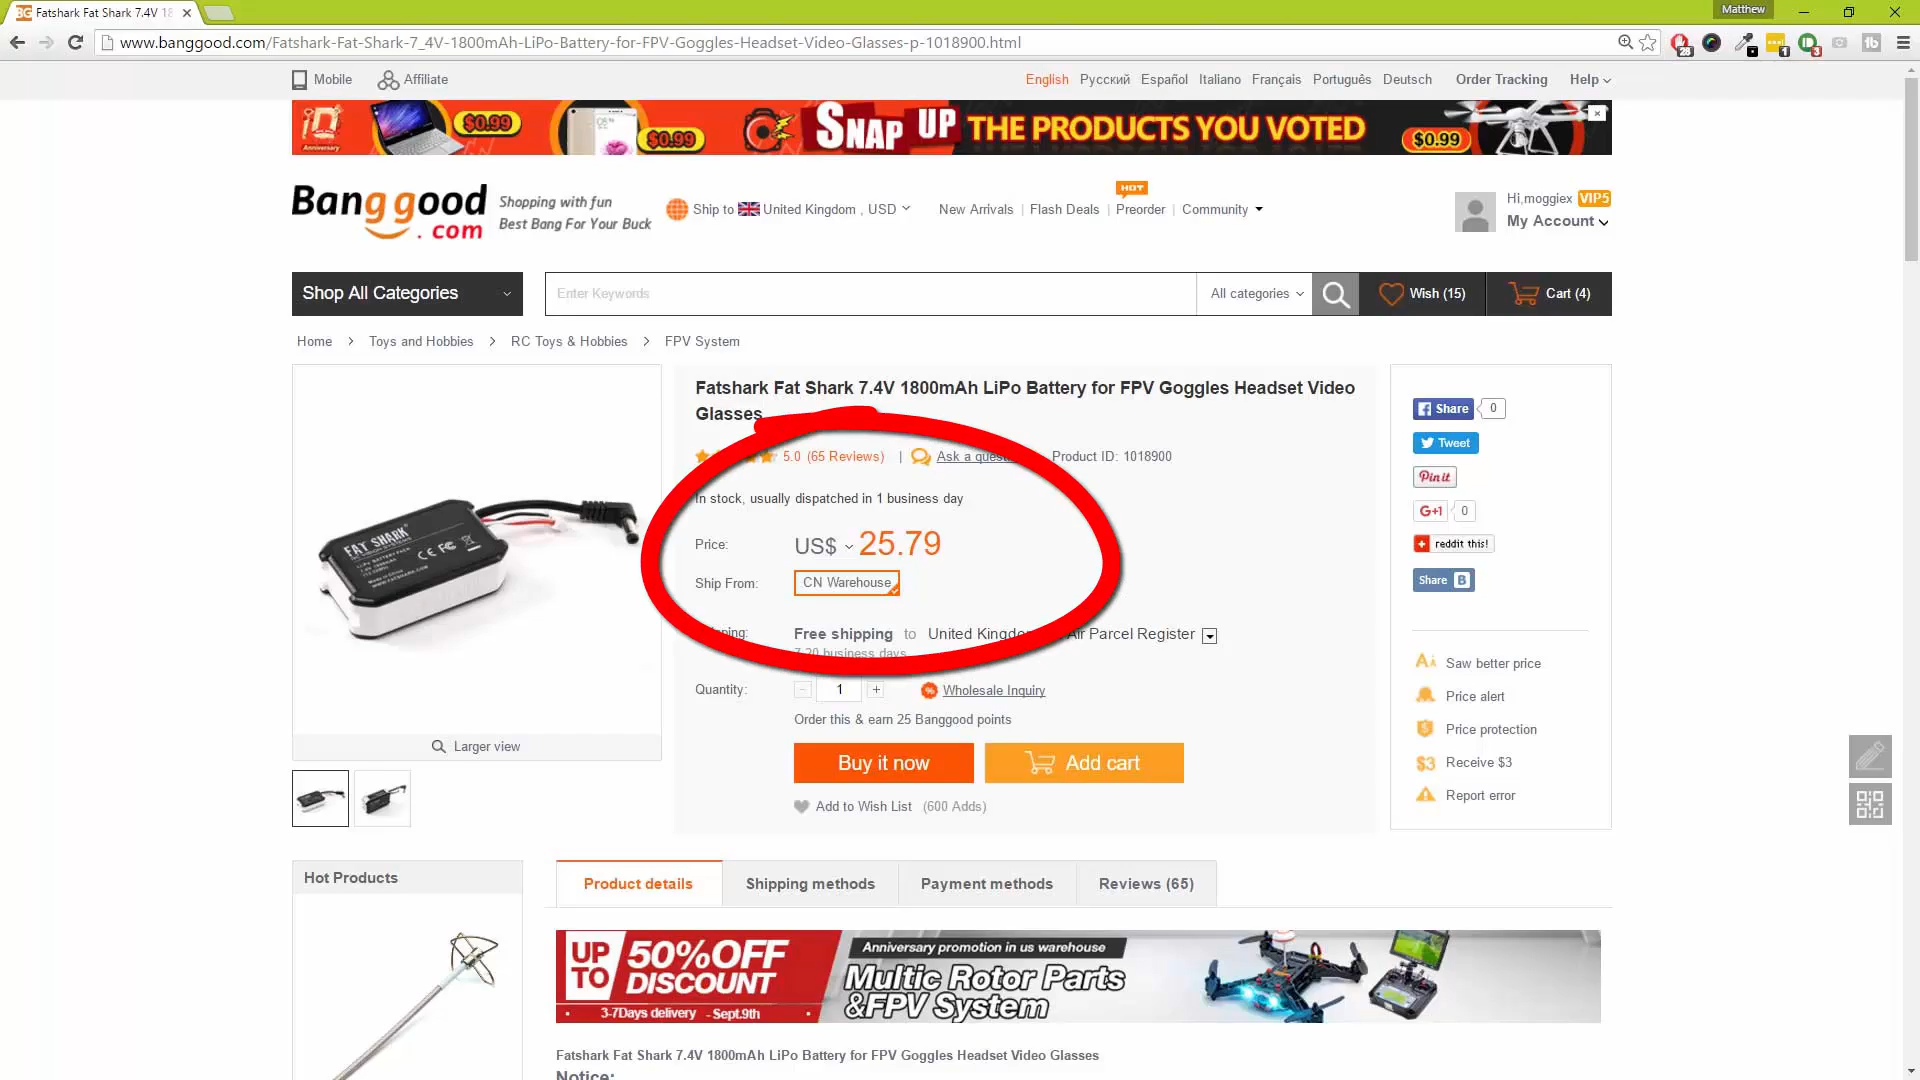 Fatshark Fat Shark 7.4V 18
Matthew
www.banggood.com/Fatshark-Fat-Shark-7_4V-1800mAh-LiPo-Battery-for-FPV-Goggles-Headset-Video-Glasses-p-1018900.html
Mobile Affiliate
English Русский Español Italiano Français Português Deutsch Order Tracking Help
Anniversary $0.99 $0.99 SNAP UP THE PRODUCTS YOU VOTED $0.99
Banggood.com
Shopping with fun
Best Bang For Your Buck
Ship to United Kingdom , USD
New Arrivals | Flash Deals | Preorder | Community
HOT
Hi,moggiex VIP5
My Account
Shop All Categories
Enter Keywords
All categories
Wish (15)
Cart (4)
Home > Toys and Hobbies > RC Toys & Hobbies > FPV System
Fatshark Fat Shark 7.4V 1800mAh LiPo Battery for FPV Goggles Headset Video
Glasses
5.0 (65 Reviews) | Ask a Product ID: 1018900
In stock, usually dispatched in 1 business day
Price: US$ 25.79
Ship From: CN Warehouse
Free shipping to United Air Parcel Register
7-20 business days
Quantity: - 1 + Wholesale Inquiry
Order this & earn 25 Banggood points
Buy it now
Add cart
Add to Wish List (600 Adds)
FAT SHARK
Larger view
Share 0
Tweet
Pin it
G+1 0
reddit this!
Share B
Saw better price
Price alert
Price protection
$3 Receive $3
Report error
Hot Products
Product details
Shipping methods
Payment methods
Reviews (65)
UP TO 50%OFF DISCOUNT
3-7Days delivery - Sept.9th
Anniversary promotion in us warehouse
Multic Rotor Parts
&FPV System
Fatshark Fat Shark 7.4V 1800mAh LiPo Battery for FPV Goggles Headset Video Glasses
Notice: